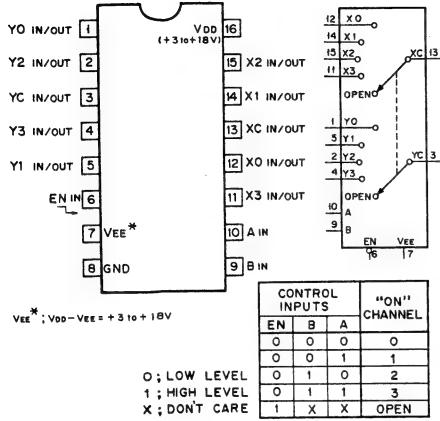 Y0 IN/OUT 1
Y2 IN/OUT 2
YC IN/OUT 3
Y3 IN/OUT 4
Y1 IN/OUT 5
EN IN 6
7 VEE*
8 GND
VDD 16
(+3 to +18V)
15 X2 IN/OUT
14 X1 IN/OUT
13 XC IN/OUT
12 X0 IN/OUT
11 X3 IN/OUT
10 A IN
9 B IN
12 X0
14 X1
15 X2
11 X3
XC 13
OPEN
1 Y0
5 Y1
2 Y2
4 Y3
YC 3
OPEN
10 A
9 B
EN VEE
6 7
VEE* ; VDD-VEE = +3 to +18V
O ; LOW LEVEL
1 ; HIGH LEVEL
X ; DON'T CARE
CONTROL INPUTS "ON" CHANNEL
EN B A
0 0 0 0
0 0 1 1
0 1 0 2
0 1 1 3
1 X X OPEN